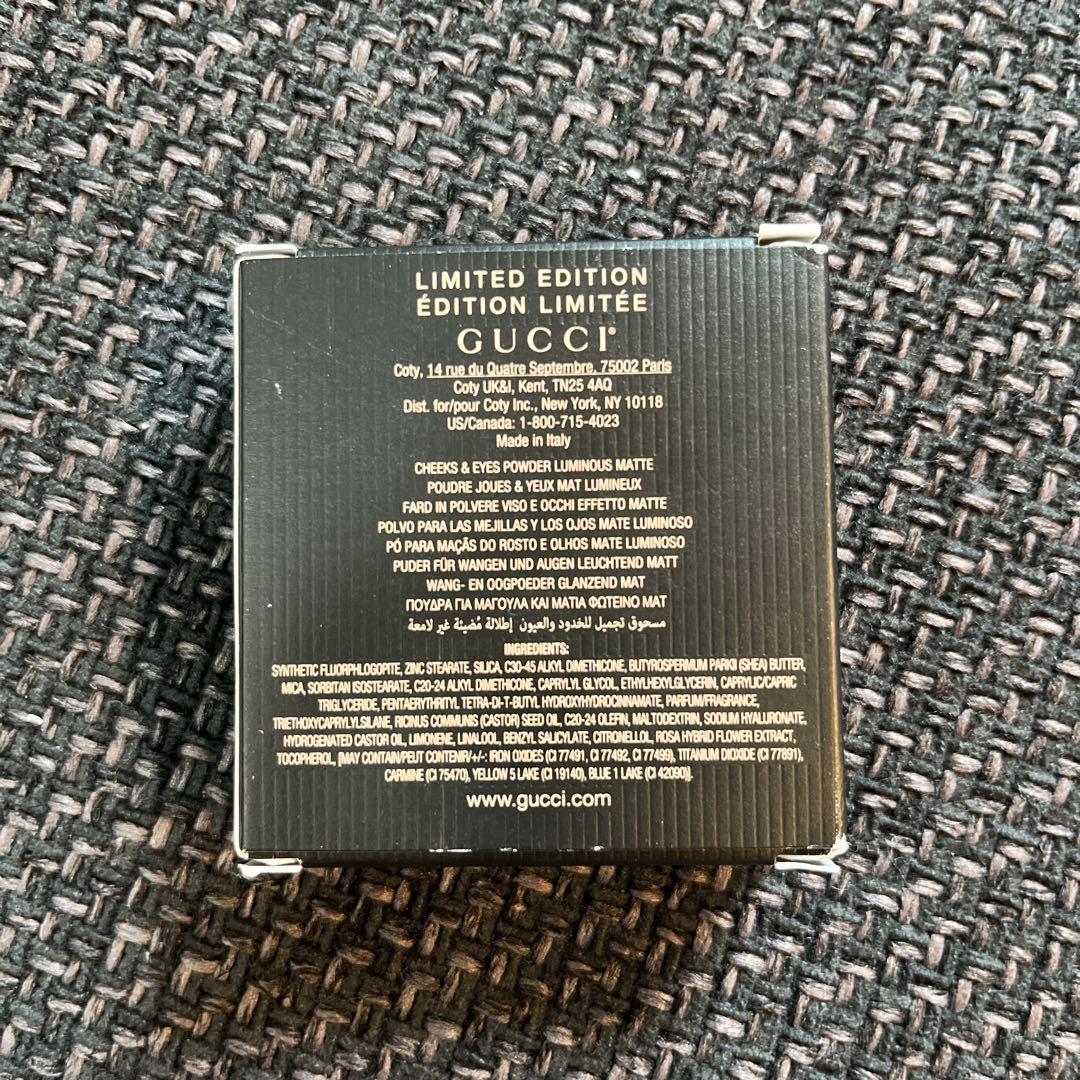 LIMITED EDITION
ÉDITION LIMITÉE
GUCCI®
Coty, 14 rue du Quatre Septembre, 75002 Paris
Coty UK&I, Kent, TN25 4AQ
Dist. for/pour Coty Inc., New York, NY 10118
US/Canada: 1-800-715-4023
Made in Italy
CHEEKS & EYES POWDER LUMINOUS MATTE
POUDRE JOUES & YEUX MAT LUMINEUX
FARD IN POLVERE VISO E OCCHI EFFETTO MATTE
POLVO PARA LAS MEJILLAS Y LOS OJOS MATE LUMINOSO
PÓ PARA MAÇÃS DO ROSTO E OLHOS MATE LUMINOSO
PUDER FÜR WANGEN UND AUGEN LEUCHTEND MATT
WANG- EN OOGPOEDER GLANZEND MAT
ΠΟΥΔΡΑ ΓΙΑ ΜΑΓΟΥΛΑ ΚΑΙ ΜΑΤΙΑ ΦΩΤΕΙΝΟ ΜΑΤ
مسحوق تجميل للخدود والعيون إطلالة مُضيئة غير لامعة
INGREDIENTS:
SYNTHETIC FLUORPHLOGOPITE, ZINC STEARATE, SILICA, C30-45 ALKYL DIMETHICONE, BUTYROSPERMUM PARKII (SHEA) BUTTER,
MICA, SORBITAN ISOSTEARATE, C20-24 ALKYL DIMETHICONE, CAPRYLYL GLYCOL, ETHYLHEXYLGLYCERIN, CAPRYLIC/CAPRIC
TRIGLYCERIDE, PENTAERYTHRITYL TETRA-DI-T-BUTYL HYDROXYHYDROCINNAMATE, PARFUM/FRAGRANCE,
TRIETHOXYCAPRYLYLSILANE, RICINUS COMMUNIS (CASTOR) SEED OIL, C20-24 OLEFIN, MALTODEXTRIN, SODIUM HYALURONATE,
HYDROGENATED CASTOR OIL, LIMONENE, LINALOOL, BENZYL SALICYLATE, CITRONELLOL, ROSA HYBRID FLOWER EXTRACT,
TOCOPHEROL, [MAY CONTAIN/PEUT CONTENIR/+/-: IRON OXIDES (CI 77491, CI 77492, CI 77499), TITANIUM DIOXIDE (CI 77891),
CARMINE (CI 75470), YELLOW 5 LAKE (CI 19140), BLUE 1 LAKE (CI 42090)].
www.gucci.com